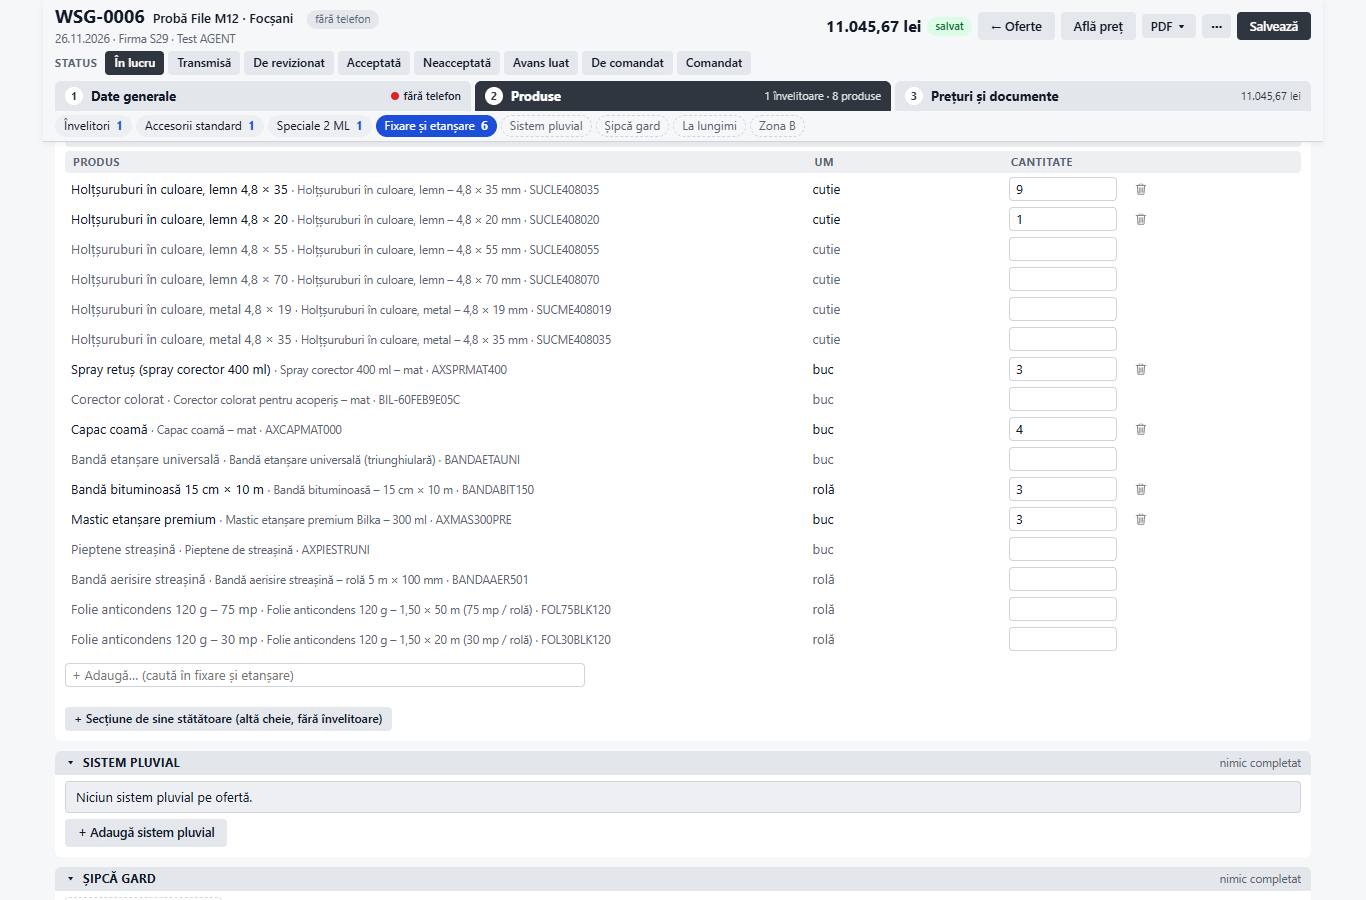 WSG-0006 Probă File M12 · Focșani fără telefon
26.11.2026 · Firma S29 · Test AGENT
11.045,67 lei salvat ← Oferte Află preț PDF ▾ ... Salvează
STATUS În lucru Transmisă De revizionat Acceptată Neacceptată Avans luat De comandat Comandat
1 Date generale fără telefon
2 Produse 1 învelitoare · 8 produse
3 Prețuri și documente 11.045,67 lei
Învelitori 1 Accesorii standard 1 Speciale 2 ML 1 Fixare și etanșare 6 Sistem pluvial Șipcă gard La lungimi Zona B
PRODUS UM CANTITATE
Holțșuruburi în culoare, lemn 4,8 × 35 · Holțșuruburi în culoare, lemn – 4,8 × 35 mm · SUCLE408035 cutie 9
Holțșuruburi în culoare, lemn 4,8 × 20 · Holțșuruburi în culoare, lemn – 4,8 × 20 mm · SUCLE408020 cutie 1
Holțșuruburi în culoare, lemn 4,8 × 55 · Holțșuruburi în culoare, lemn – 4,8 × 55 mm · SUCLE408055 cutie
Holțșuruburi în culoare, lemn 4,8 × 70 · Holțșuruburi în culoare, lemn – 4,8 × 70 mm · SUCLE408070 cutie
Holțșuruburi în culoare, metal 4,8 × 19 · Holțșuruburi în culoare, metal – 4,8 × 19 mm · SUCME408019 cutie
Holțșuruburi în culoare, metal 4,8 × 35 · Holțșuruburi în culoare, metal – 4,8 × 35 mm · SUCME408035 cutie
Spray retuș (spray corector 400 ml) · Spray corector 400 ml – mat · AXSPRMAT400 buc 3
Corector colorat · Corector colorat pentru acoperiș – mat · BIL-60FEB9E05C buc
Capac coamă · Capac coamă – mat · AXCAPMAT000 buc 4
Bandă etanșare universală · Bandă etanșare universală (triunghiulară) · BANDAETAUNI buc
Bandă bituminoasă 15 cm × 10 m · Bandă bituminoasă – 15 cm × 10 m · BANDABIT150 rolă 3
Mastic etanșare premium · Mastic etanșare premium Bilka – 300 ml · AXMAS300PRE buc 3
Pieptene streașină · Pieptene de streașină · AXPIESTRUNI buc
Bandă aerisire streașină · Bandă aerisire streașină – rolă 5 m × 100 mm · BANDAAER501 rolă
Folie anticondens 120 g – 75 mp · Folie anticondens 120 g – 1,50 × 50 m (75 mp / rolă) · FOL75BLK120 rolă
Folie anticondens 120 g – 30 mp · Folie anticondens 120 g – 1,50 × 20 m (30 mp / rolă) · FOL30BLK120 rolă
+ Adaugă... (caută în fixare și etanșare)
+ Secțiune de sine stătătoare (altă cheie, fără învelitoare)
▾ SISTEM PLUVIAL nimic completat
Niciun sistem pluvial pe ofertă.
+ Adaugă sistem pluvial
▾ ȘIPCĂ GARD nimic completat